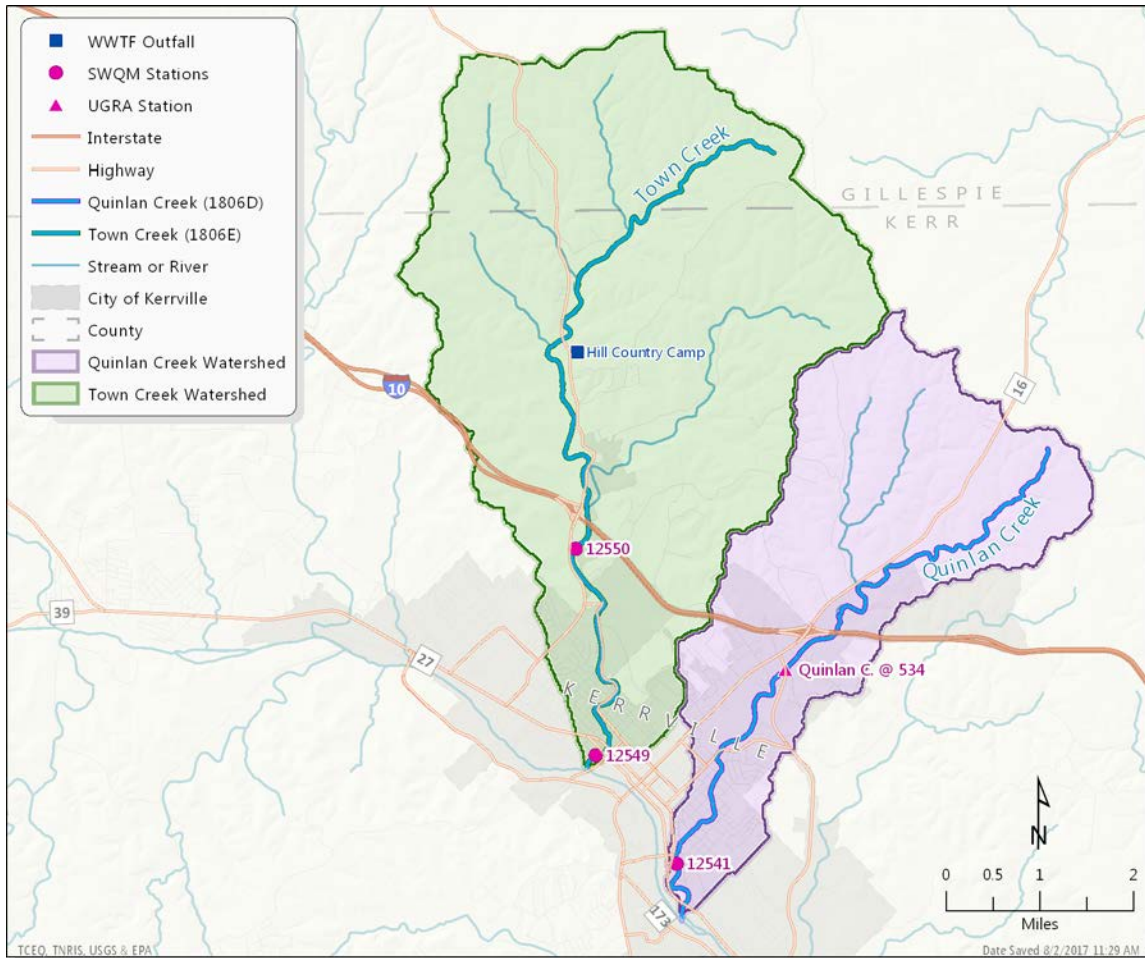 WWTF Outfall
SWQM Stations
UGRA Station
Interstate
Highway
Quinlan Creek (1806D)
Town Creek (1806E)
Stream or River
City of Kerrville
County
Quinlan Creek Watershed
Town Creek Watershed
Town Creek
GILLESPIE
KERR
Hill Country Camp
10
16
Quinlan Creek
12550
39
27
Quinlan C. @ 534
KERRVILLE
12549
12541
173
N
0 0.5 1 2
Miles
TCEQ, TNRIS, USGS & EPA
Date Saved 8/2/2017 11:29 AM